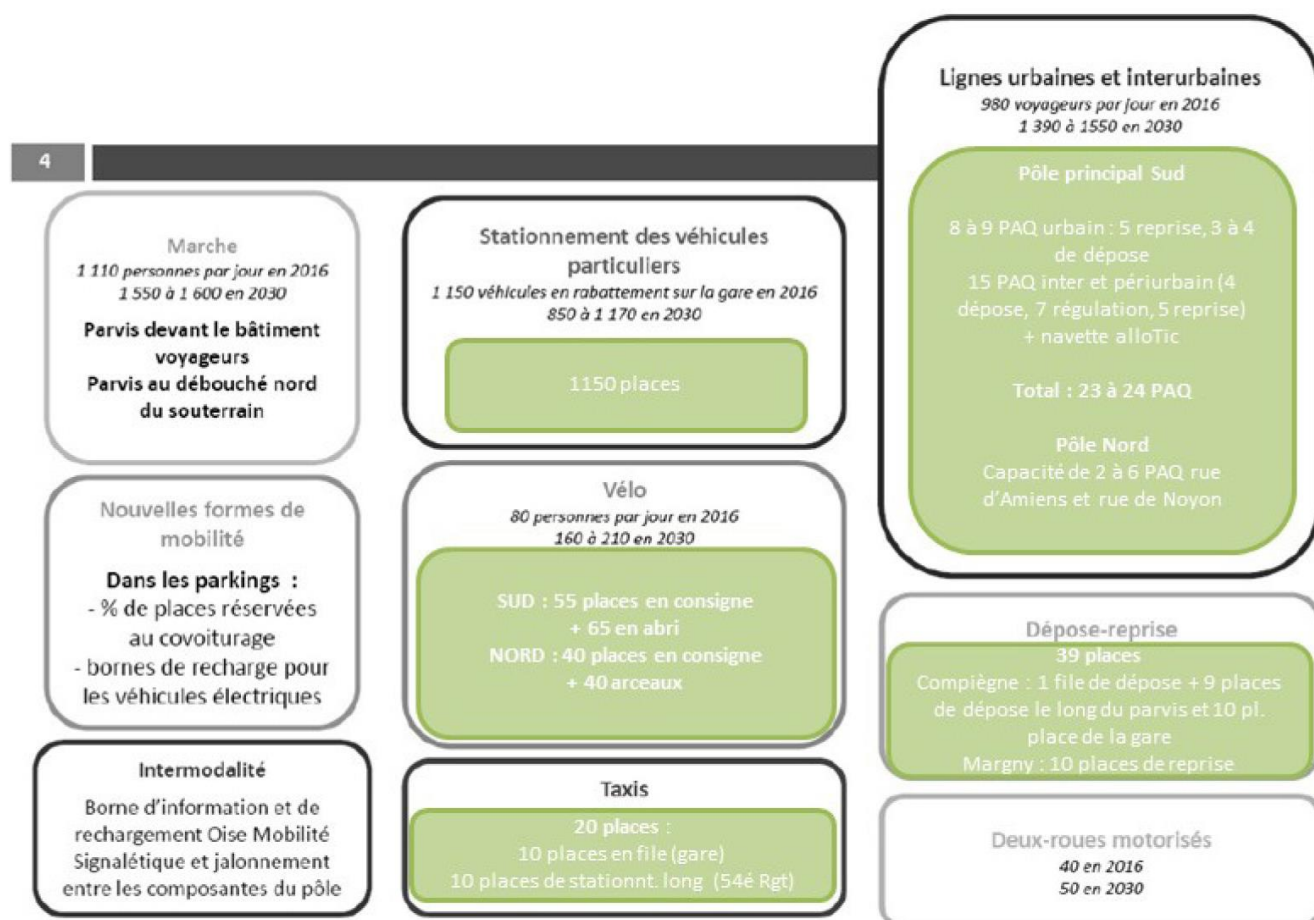 4
Marche
1 110 personnes par jour en 2016
1 550 à 1 600 en 2030
Parvis devant le bâtiment
voyageurs
Parvis au débouché nord
du souterrain
Nouvelles formes de
mobilité
Dans les parkings :
- % de places réservées
au covoiturage
- bornes de recharge pour
les véhicules électriques
Intermodalité
Borne d'information et de
rechargement Oise Mobilité
Signalétique et jalonnement
entre les composantes du pôle
Stationnement des véhicules
particuliers
1 150 véhicules en rabattement sur la gare en 2016
850 à 1 170 en 2030
1150 places
Vélo
80 personnes par jour en 2016
160 à 210 en 2030
SUD : 55 places en consigne
+ 65 en abri
NORD : 40 places en consigne
+ 40 arceaux
Taxis
20 places :
10 places en file (gare)
10 places de stationnt. long (54é Rgt)
Lignes urbaines et interurbaines
980 voyageurs par jour en 2016
1 390 à 1550 en 2030
Pôle principal Sud
8 à 9 PAQ urbain : 5 reprise, 3 à 4
de dépose
15 PAQ inter et périurbain (4
dépose, 7 régulation, 5 reprise)
+ navette alloTic
Total : 23 à 24 PAQ
Pôle Nord
Capacité de 2 à 6 PAQ rue
d'Amiens et rue de Noyon
Dépose-reprise
39 places
Compiègne : 1 file de dépose + 9 places
de dépose le long du parvis et 10 pl.
place de la gare
Margny : 10 places de reprise
Deux-roues motorisés
40 en 2016
50 en 2030